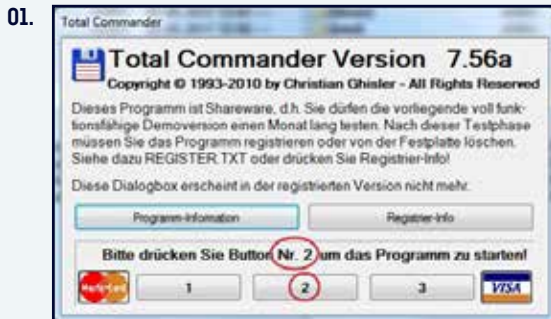 01.
Total Commander
Total Commander Version 7.56a
Copyright © 1993-2010 by Christian Ghisler - All Rights Reserved
Dieses Programm ist Shareware, d.h. Sie dürfen die vorliegende voll funk-
tionsfähige Demoversion einen Monat lang testen. Nach dieser Testphase
müssen Sie das Programm registrieren oder von der Festplatte löschen.
Siehe dazu REGISTER.TXT oder drücken Sie Registrier-Info!
Diese Dialogbox erscheint in der registrierten Version nicht mehr.
Programm-Information Registrier-Info
Bitte drücken Sie Button Nr. 2 um das Programm zu starten!
MasterCard 1 2 3 VISA